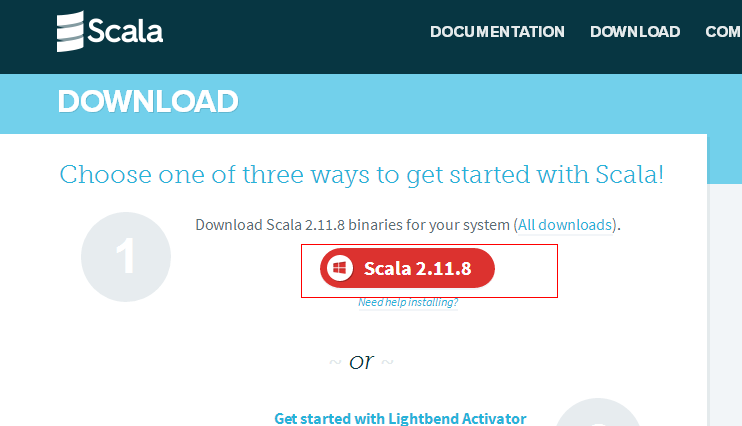 Scala
DOCUMENTATION DOWNLOAD COM
DOWNLOAD
Choose one of three ways to get started with Scala!
1
Download Scala 2.11.8 binaries for your system (All downloads).
Scala 2.11.8
Need help installing?
~ or ~
Get started with Lightbend Activator